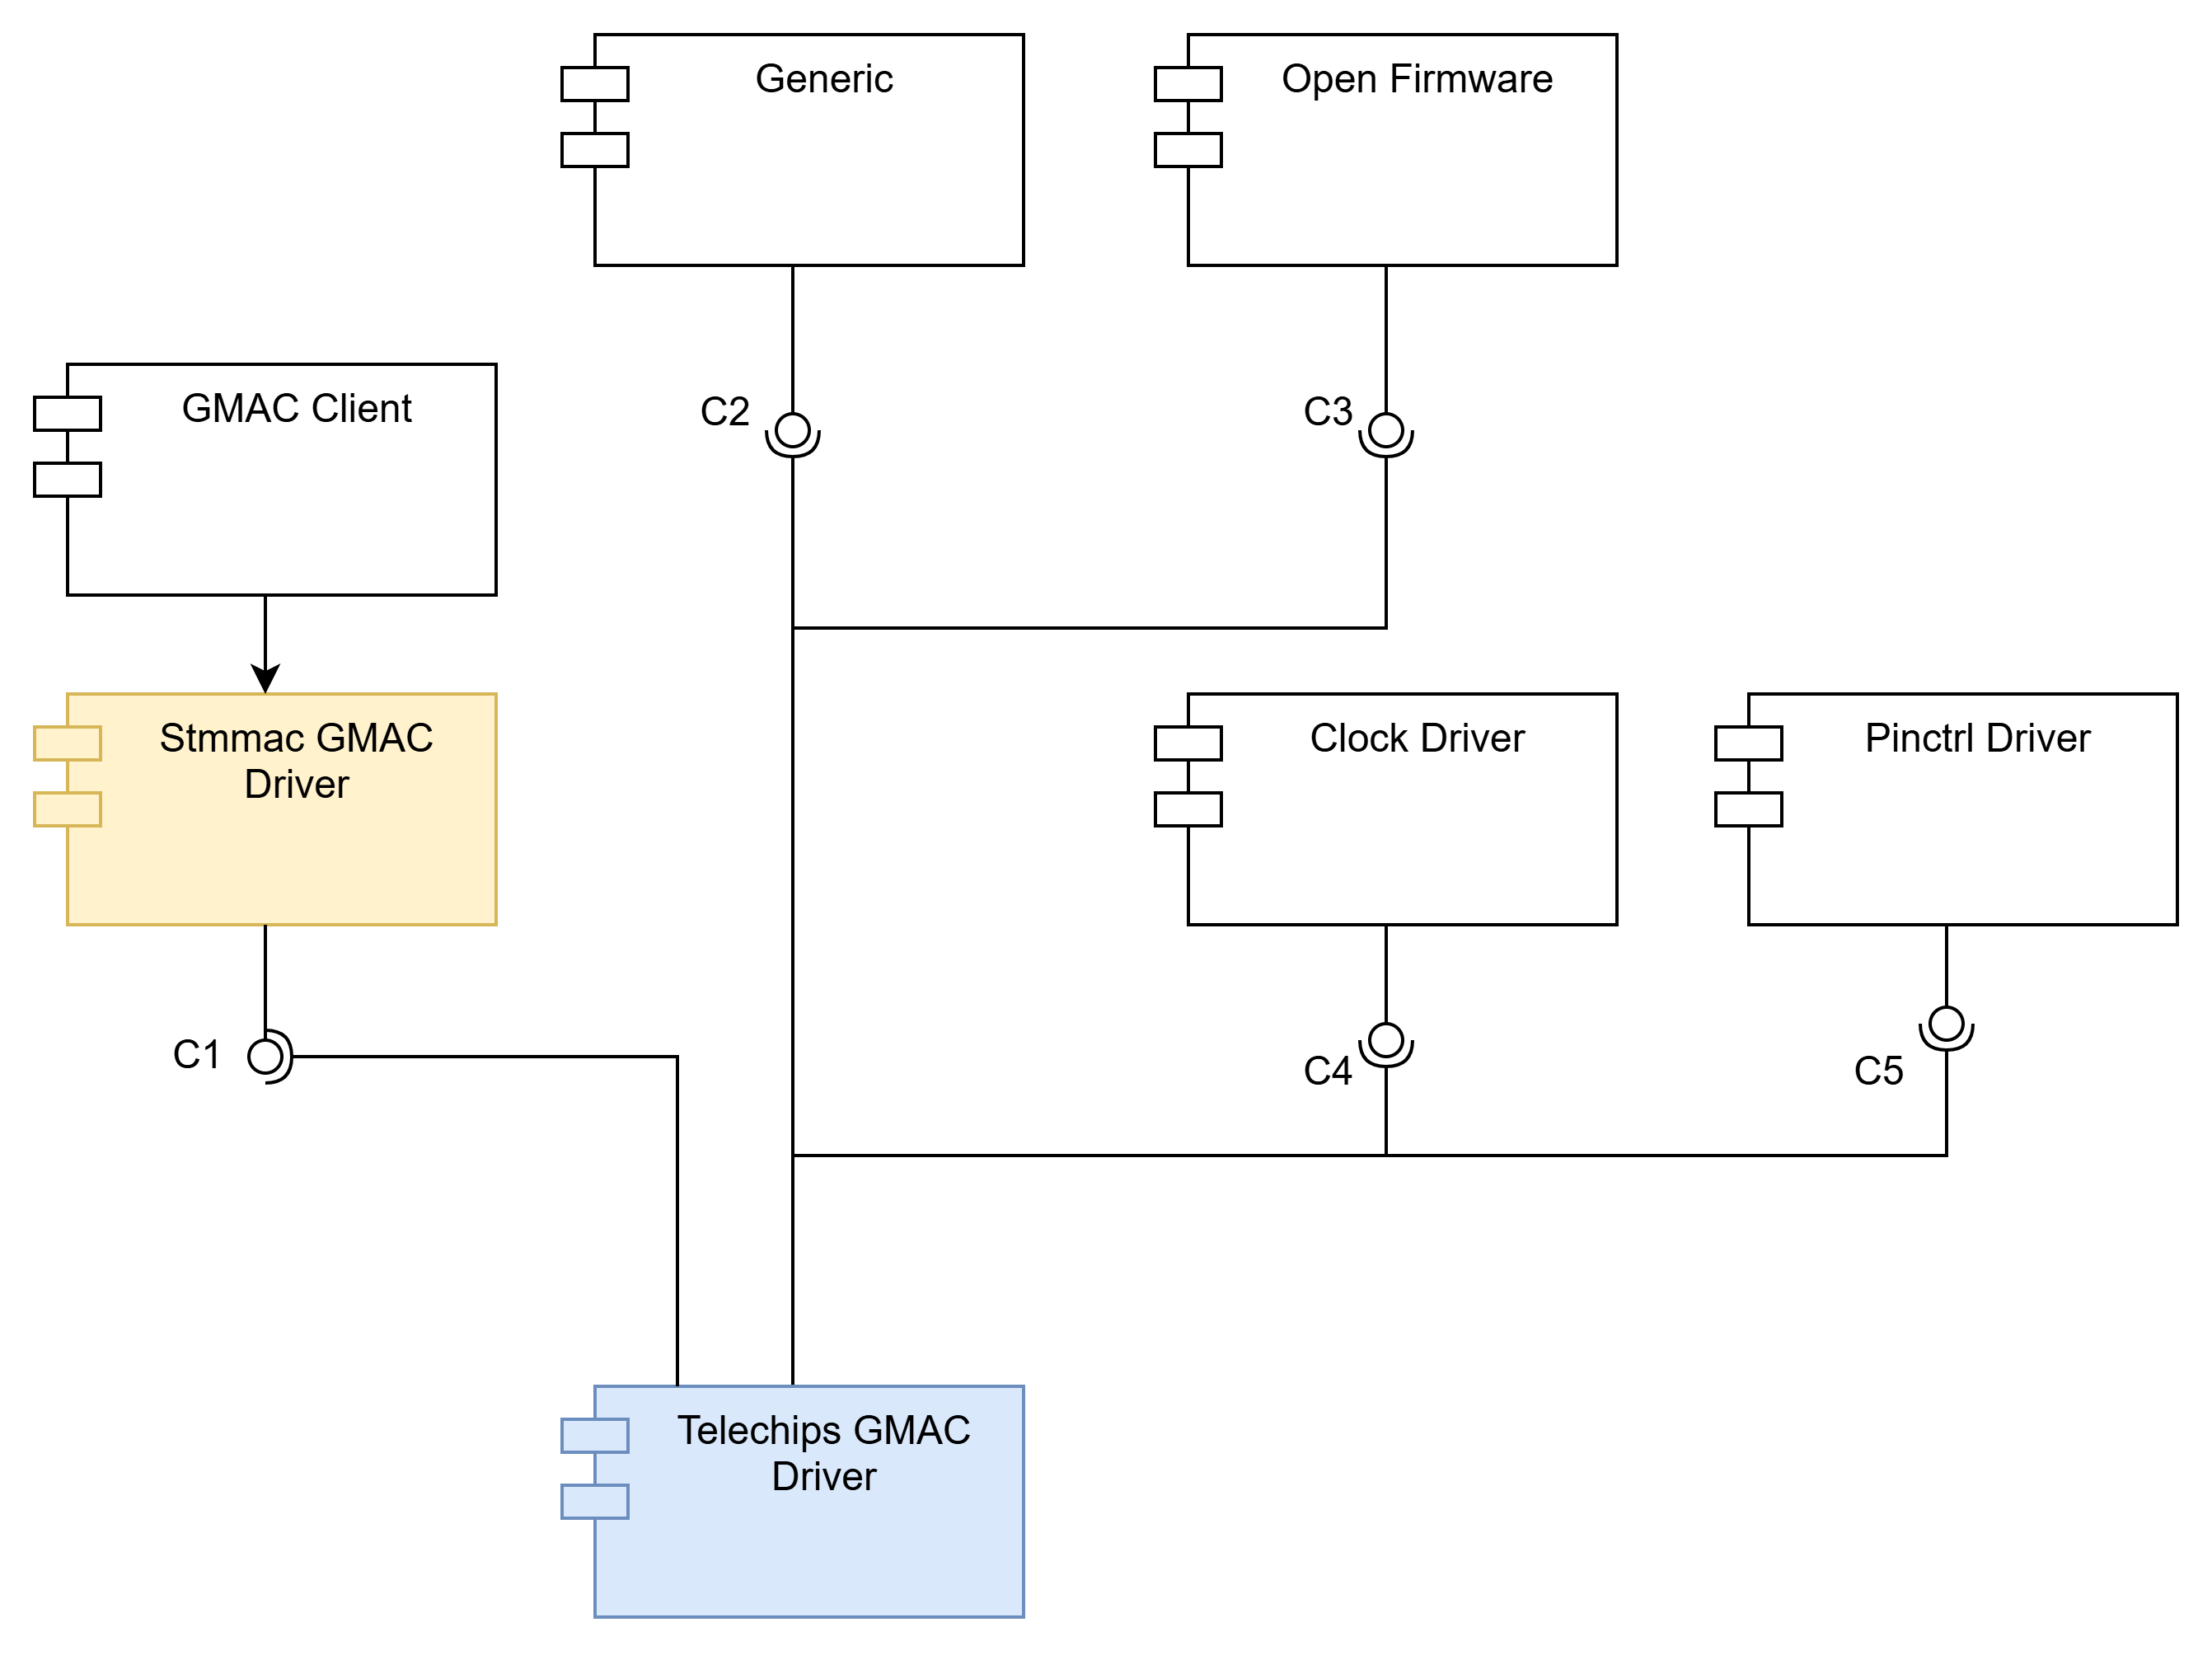 Generic
Open Firmware
GMAC Client
C2
C3
Stmmac GMAC
Driver
Clock Driver
Pinctrl Driver
C1
C4
C5
Telechips GMAC
Driver